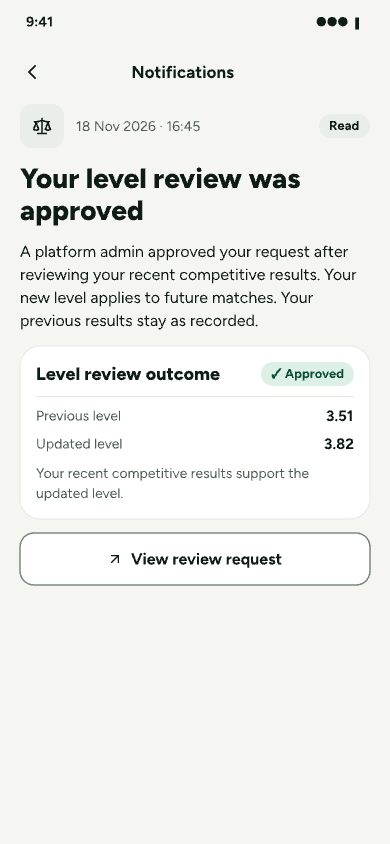 9:41
Notifications
18 Nov 2026 · 16:45
Read
Your level review was
approved
A platform admin approved your request after
reviewing your recent competitive results. Your
new level applies to future matches. Your
previous results stay as recorded.
Level review outcome
✓ Approved
Previous level
3.51
Updated level
3.82
Your recent competitive results support the
updated level.
View review request